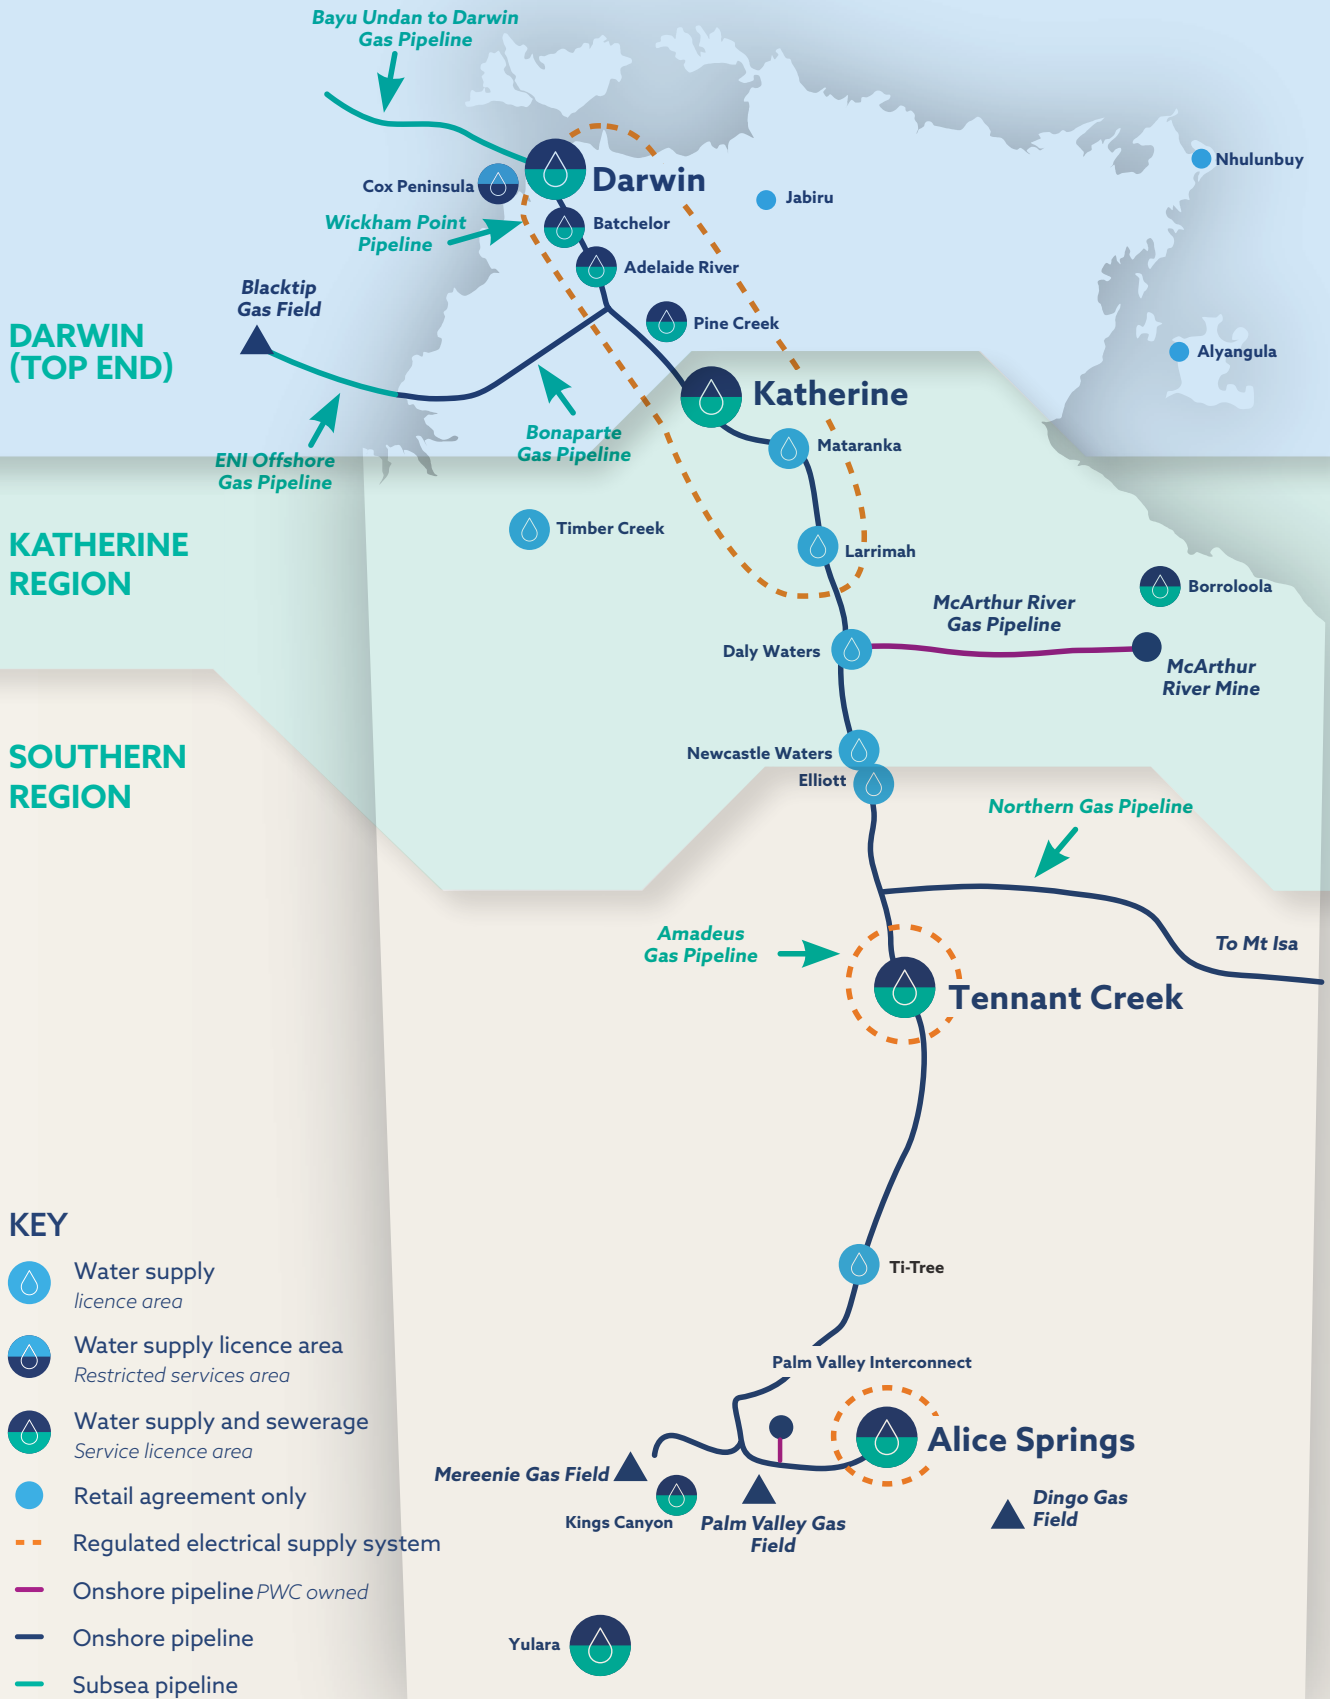 Bayu Undan to Darwin
Gas Pipeline
Nhulunbuy
Darwin
Cox Peninsula
Jabiru
Wickham Point
Pipeline
Batchelor
Adelaide River
Blacktip
Gas Field
Pine Creek
DARWIN
(TOP END)
Alyangula
Katherine
Bonaparte
Gas Pipeline
Mataranka
ENI Offshore
Gas Pipeline
KATHERINE
REGION
Timber Creek
Larrimah
Borroloola
McArthur River
Gas Pipeline
Daly Waters
McArthur
River Mine
SOUTHERN
REGION
Newcastle Waters
Elliott
Northern Gas Pipeline
Amadeus
Gas Pipeline
To Mt Isa
Tennant Creek
Ti-Tree
Palm Valley Interconnect
Alice Springs
Mereenie Gas Field
Kings Canyon
Palm Valley Gas
Field
Dingo Gas
Field
Yulara
KEY
Water supply
licence area
Water supply licence area
Restricted services area
Water supply and sewerage
Service licence area
Retail agreement only
Regulated electrical supply system
Onshore pipeline PWC owned
Onshore pipeline
Subsea pipeline